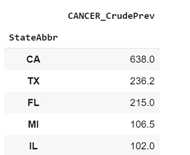 CANCER_CrudePrev
StateAbbr
CA 638.0
TX 236.2
FL 215.0
MI 106.5
IL 102.0